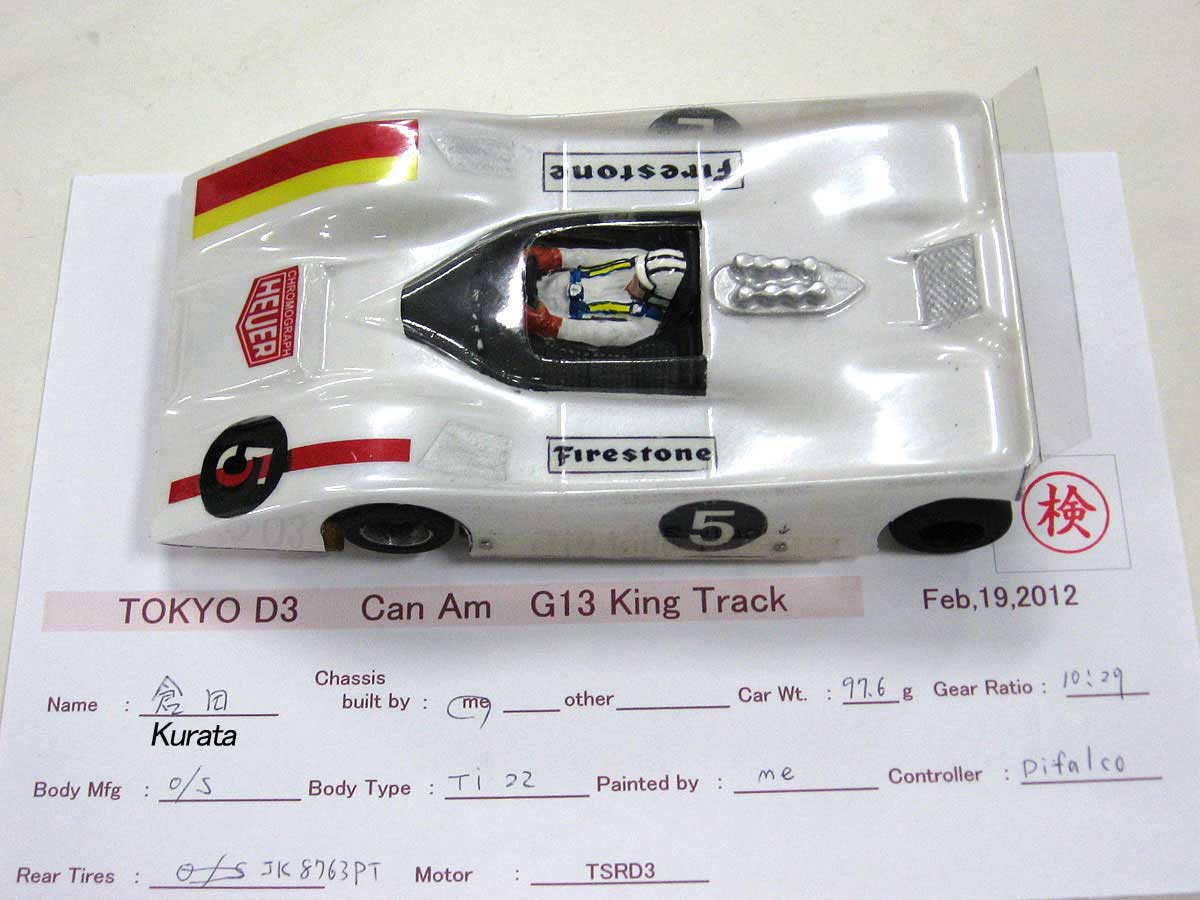 5
Firestone
CHROMOGRAPH
HEUER
5
Firestone
5
検
TOKYO D3 Can Am G13 King Track Feb,19,2012
Name : 倉田 Chassis built by : me other Car Wt. : 97.6 g Gear Ratio : 10:29
Kurata
Body Mfg : O/S Body Type : Ti 22 Painted by : me Controller : Difalco
Rear Tires : O/S JK 8763PT Motor : TSRD3